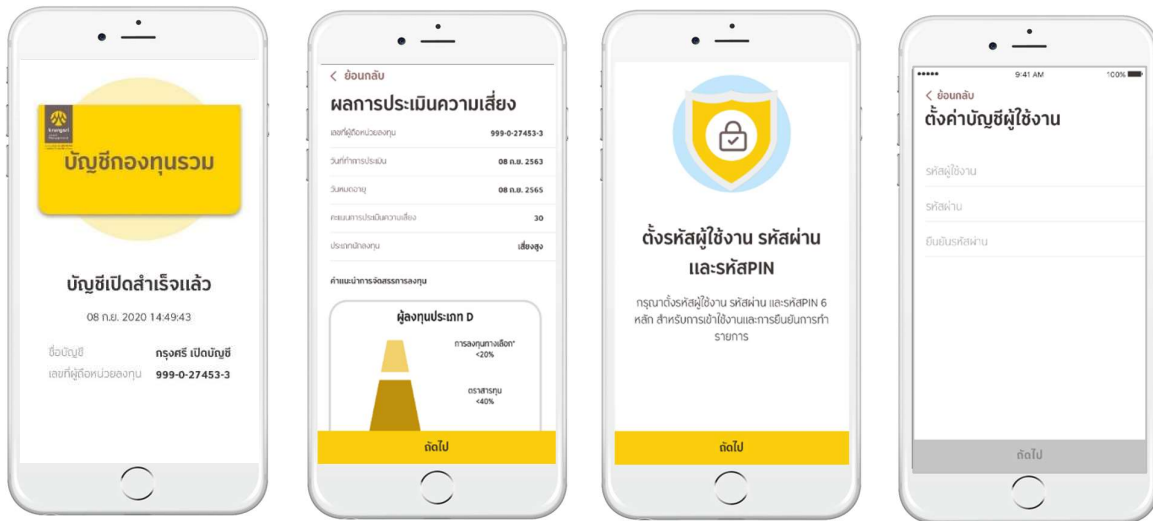 krungsri
บัญชีกองทุนรวม
บัญชีเปิดสำเร็จแล้ว
08 ก.ย. 2020 14:49:43
ชื่อบัญชี กรุงศรี เปิดบัญชี
เลขที่ผู้ถือหน่วยลงทุน 999-0-27453-3
< ย้อนกลับ
ผลการประเมินความเสี่ยง
เลขที่ผู้ถือหน่วยลงทุน 999-0-27453-3
วันที่ทำการประเมิน 08 ก.ย. 2563
วันหมดอายุ 08 ก.ย. 2565
คะแนนการประเมินความเสี่ยง 30
ประเภทนักลงทุน เสี่ยงสูง
คำแนะนำการจัดสรรการลงทุน
ผู้ลงทุนประเภท D
การลงทุนทางเลือก*
<20%
ตราสารทุน
<40%
ถัดไป
ตั้งรหัสผู้ใช้งาน รหัสผ่าน
และรหัสPIN
กรุณาตั้งรหัสผู้ใช้งาน รหัสผ่าน และรหัสPIN 6
หลัก สำหรับการเข้าใช้งานและการยืนยันการทำ
รายการ
ถัดไป
9:41 AM 100%
< ย้อนกลับ
ตั้งค่าบัญชีผู้ใช้งาน
รหัสผู้ใช้งาน
รหัสผ่าน
ยืนยันรหัสผ่าน
ถัดไป